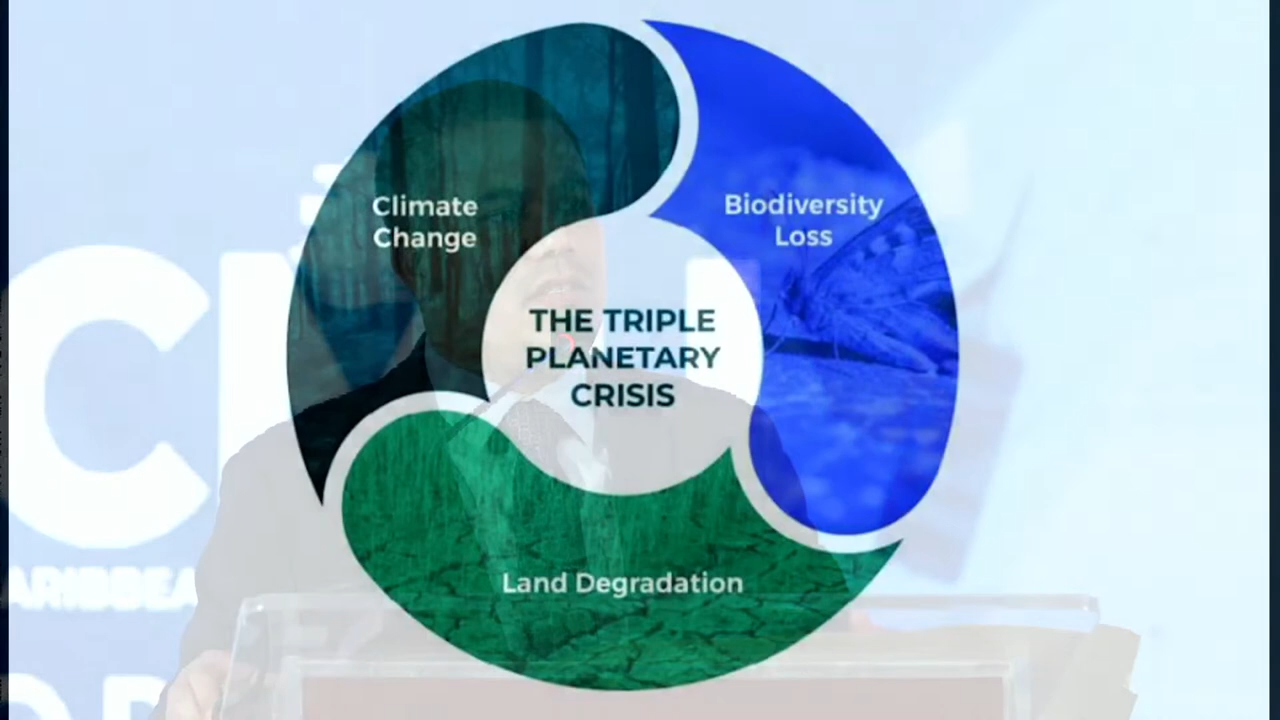 Climate
Change
Biodiversity
Loss
THE TRIPLE
PLANETARY
CRISIS
Land Degradation